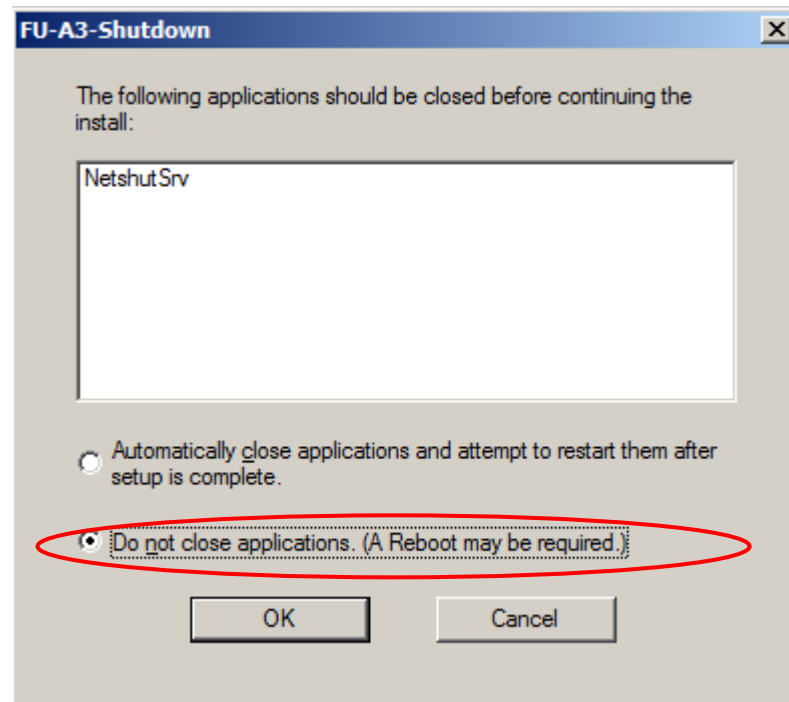 FU-A3-Shutdown
The following applications should be closed before continuing the
install:
NetshutSrv
Automatically close applications and attempt to restart them after
setup is complete.
Do not close applications. (A Reboot may be required.)
OK Cancel